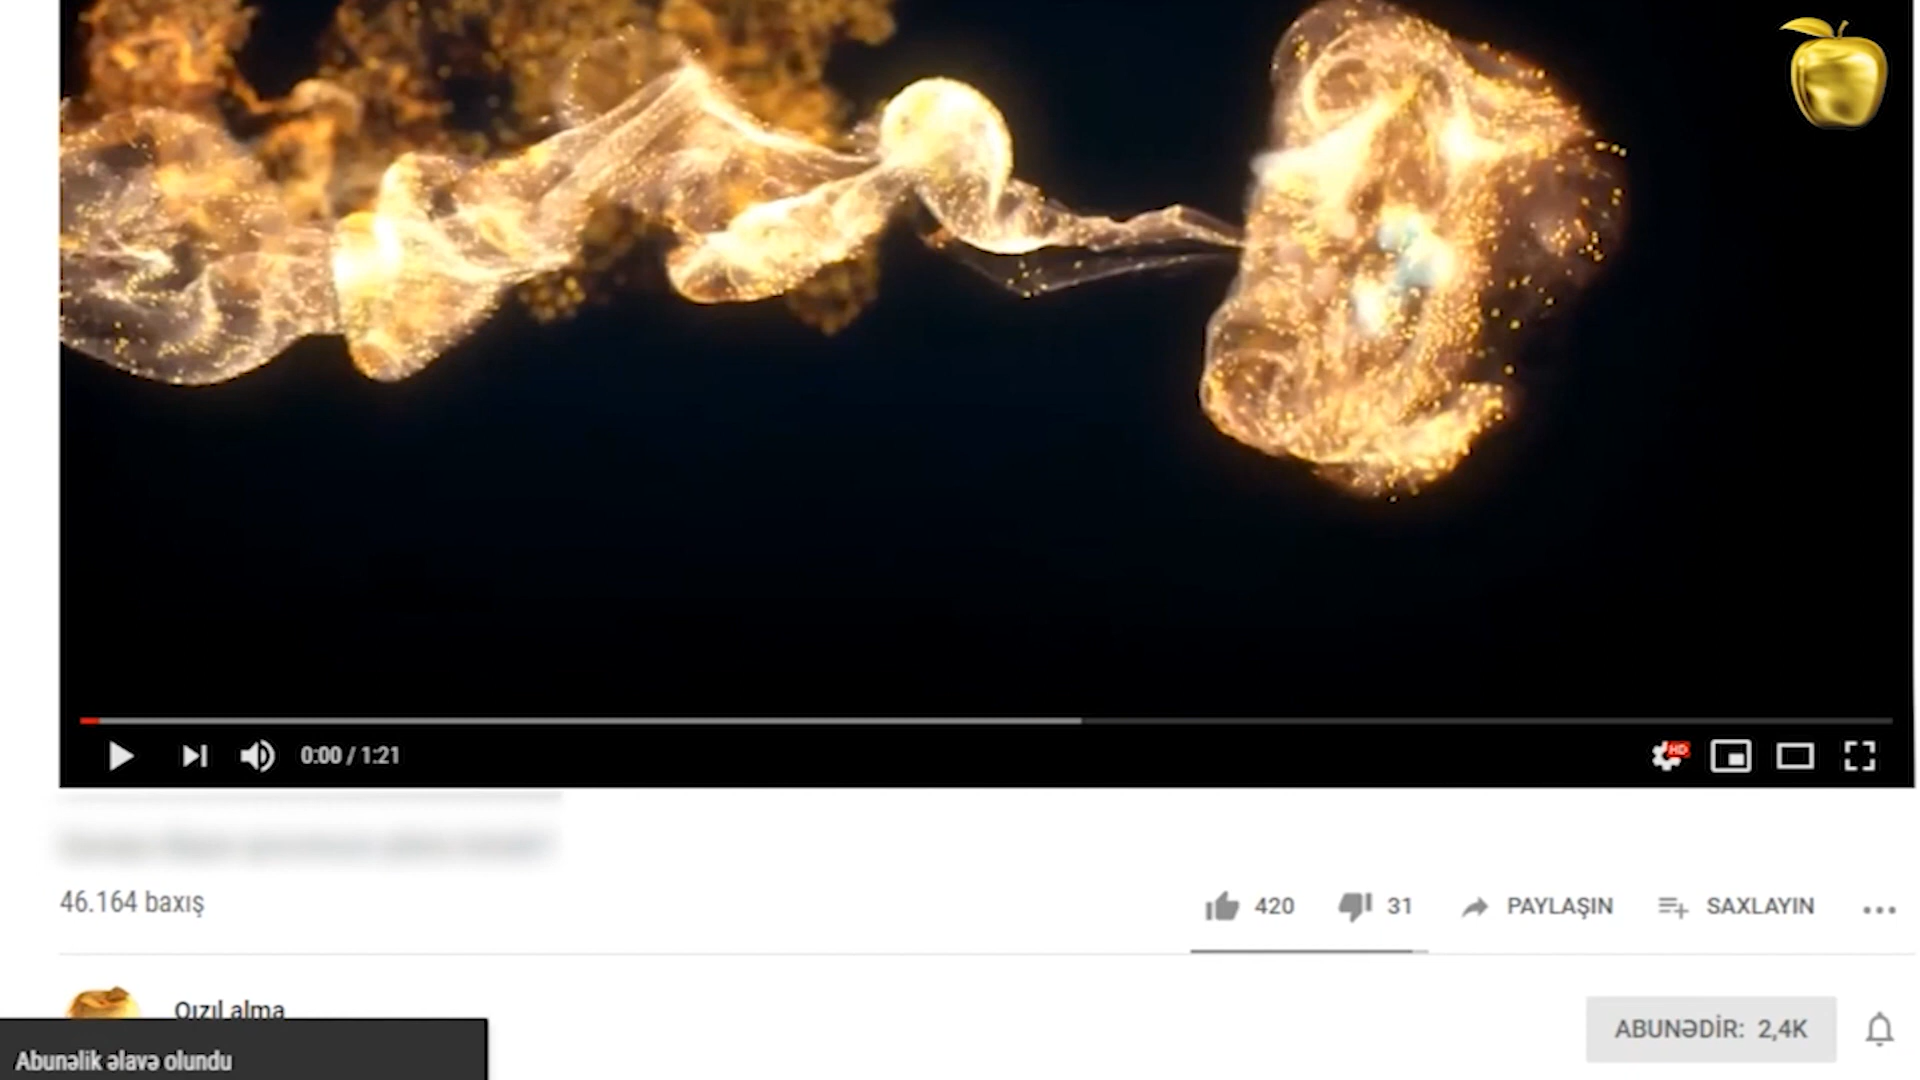 0:00 / 1:21
HD
46.164 baxış
420
31
PAYLAŞIN
SAXLAYIN
Qızıl alma
ABUNƏDİR: 2,4K
Abunəlik əlavə olundu